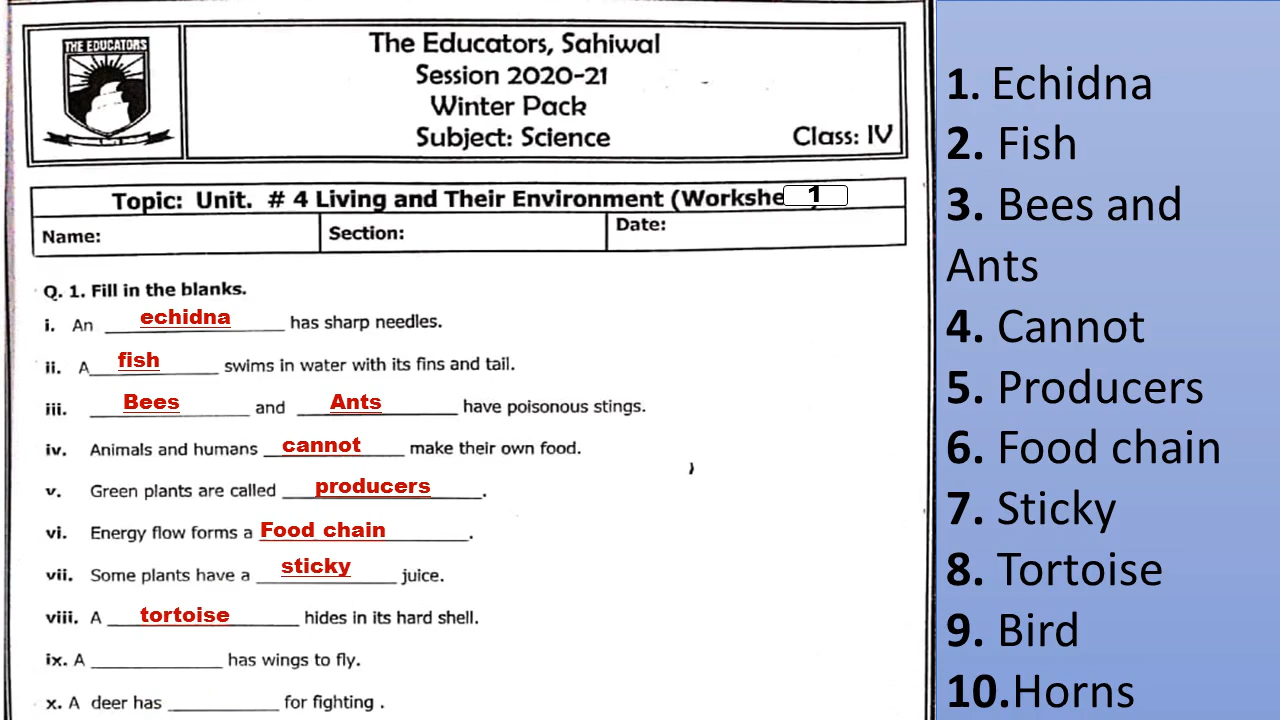 THE EDUCATORS
The Educators, Sahiwal
Session 2020-21
Winter Pack
Subject: Science
Class: IV
Topic: Unit. # 4 Living and Their Environment (Workshe 1
Name:
Section:
Date:
Q. 1. Fill in the blanks.
i. An echidna has sharp needles.
ii. A fish swims in water with its fins and tail.
iii. Bees and Ants have poisonous stings.
iv. Animals and humans cannot make their own food.
v. Green plants are called producers.
vi. Energy flow forms a Food chain.
vii. Some plants have a sticky juice.
viii. A tortoise hides in its hard shell.
ix. A ____________ has wings to fly.
x. A deer has __________ for fighting .
1. Echidna
2. Fish
3. Bees and
Ants
4. Cannot
5. Producers
6. Food chain
7. Sticky
8. Tortoise
9. Bird
10.Horns